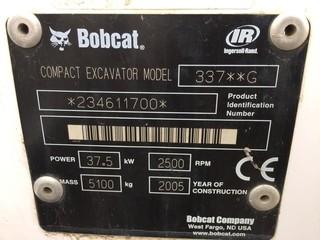 Bobcat® IR
Ingersoll-Rand
COMPACT EXCAVATOR MODEL 337**G
*234611700* Product
Identification
Number
POWER 37.5 kW 2500 RPM
MASS 5100 kg 2005 YEAR OF
CONSTRUCTION
CE
Bobcat Company
West Fargo, ND USA
www.bobcat.com